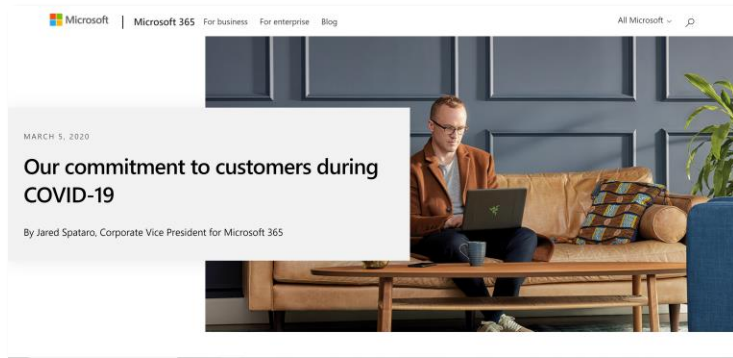 Microsoft | Microsoft 365 For business For enterprise Blog All Microsoft
MARCH 5, 2020
Our commitment to customers during
COVID-19
By Jared Spataro, Corporate Vice President for Microsoft 365